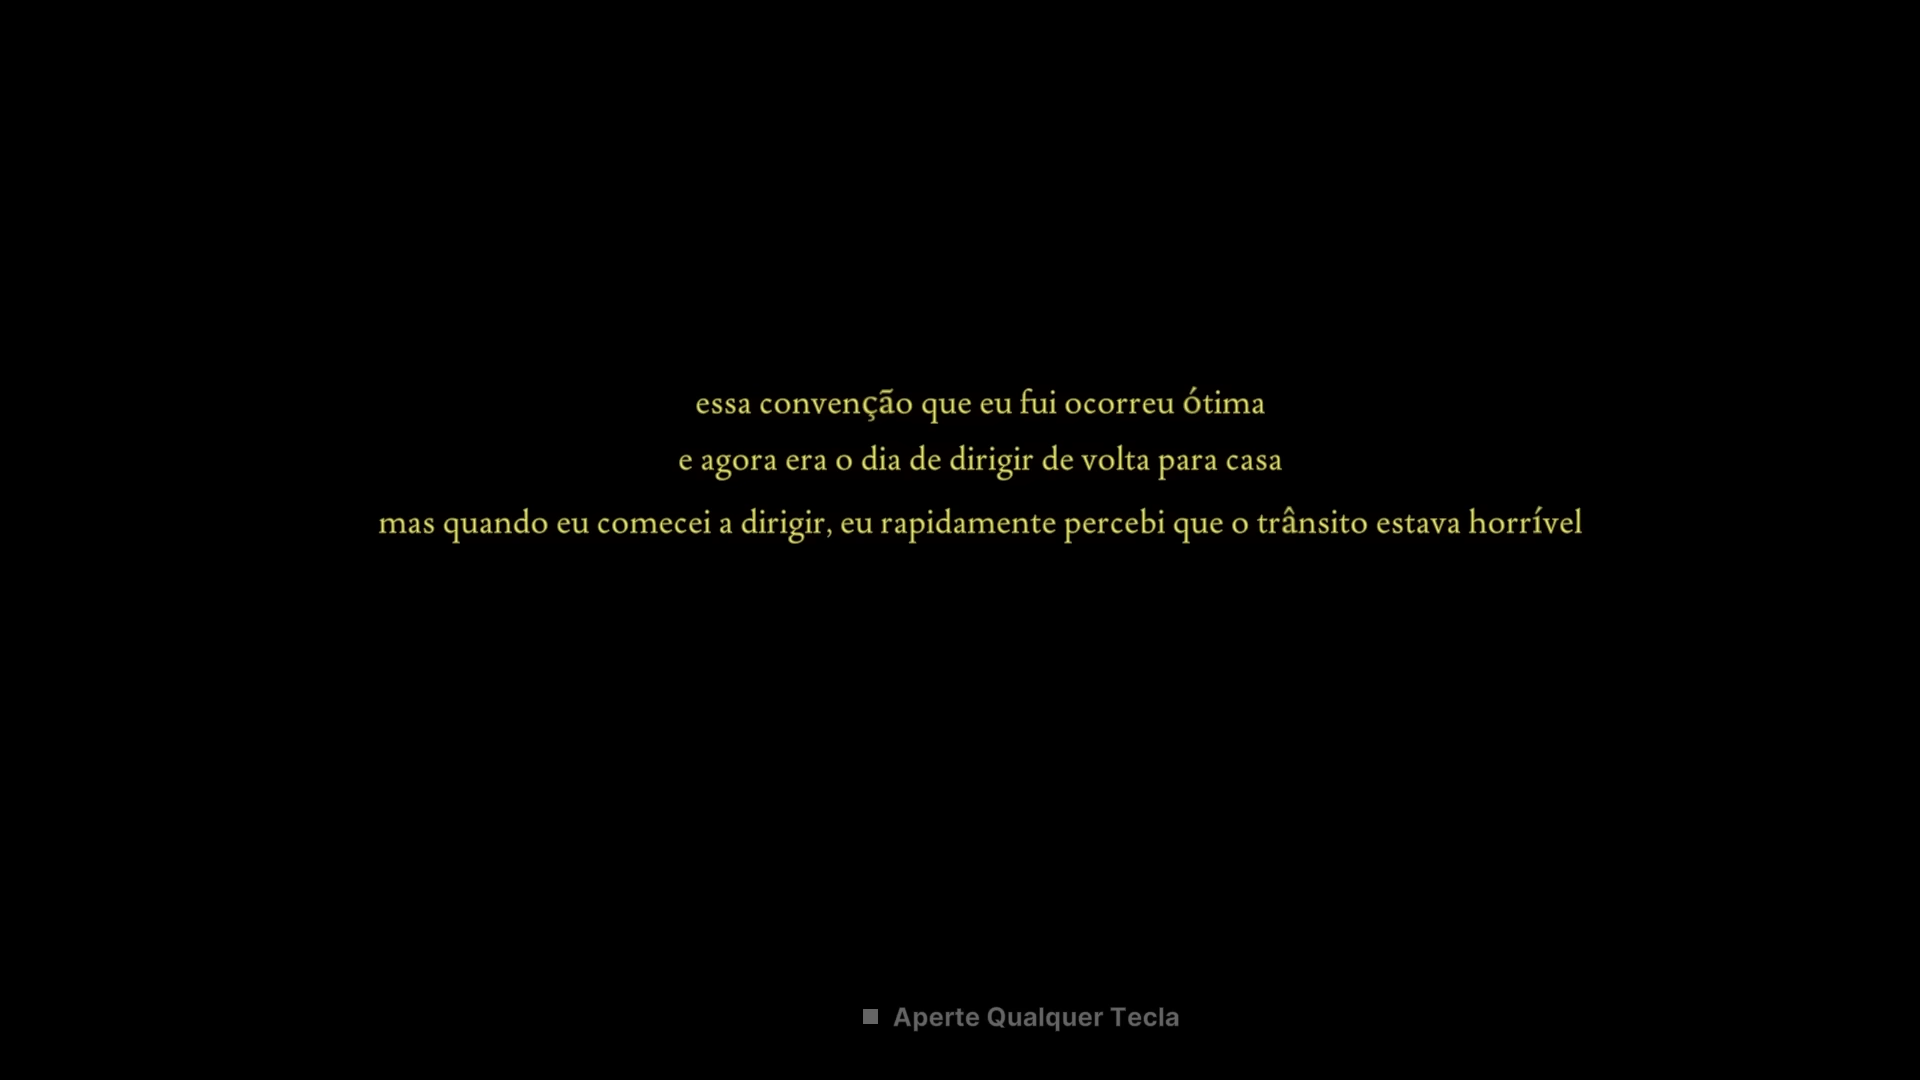 essa convenção que eu fui ocorreu ótima
e agora era o dia de dirigir de volta para casa
mas quando eu comecei a dirigir, eu rapidamente percebi que o trânsito estava horrível
Aperte Qualquer Tecla